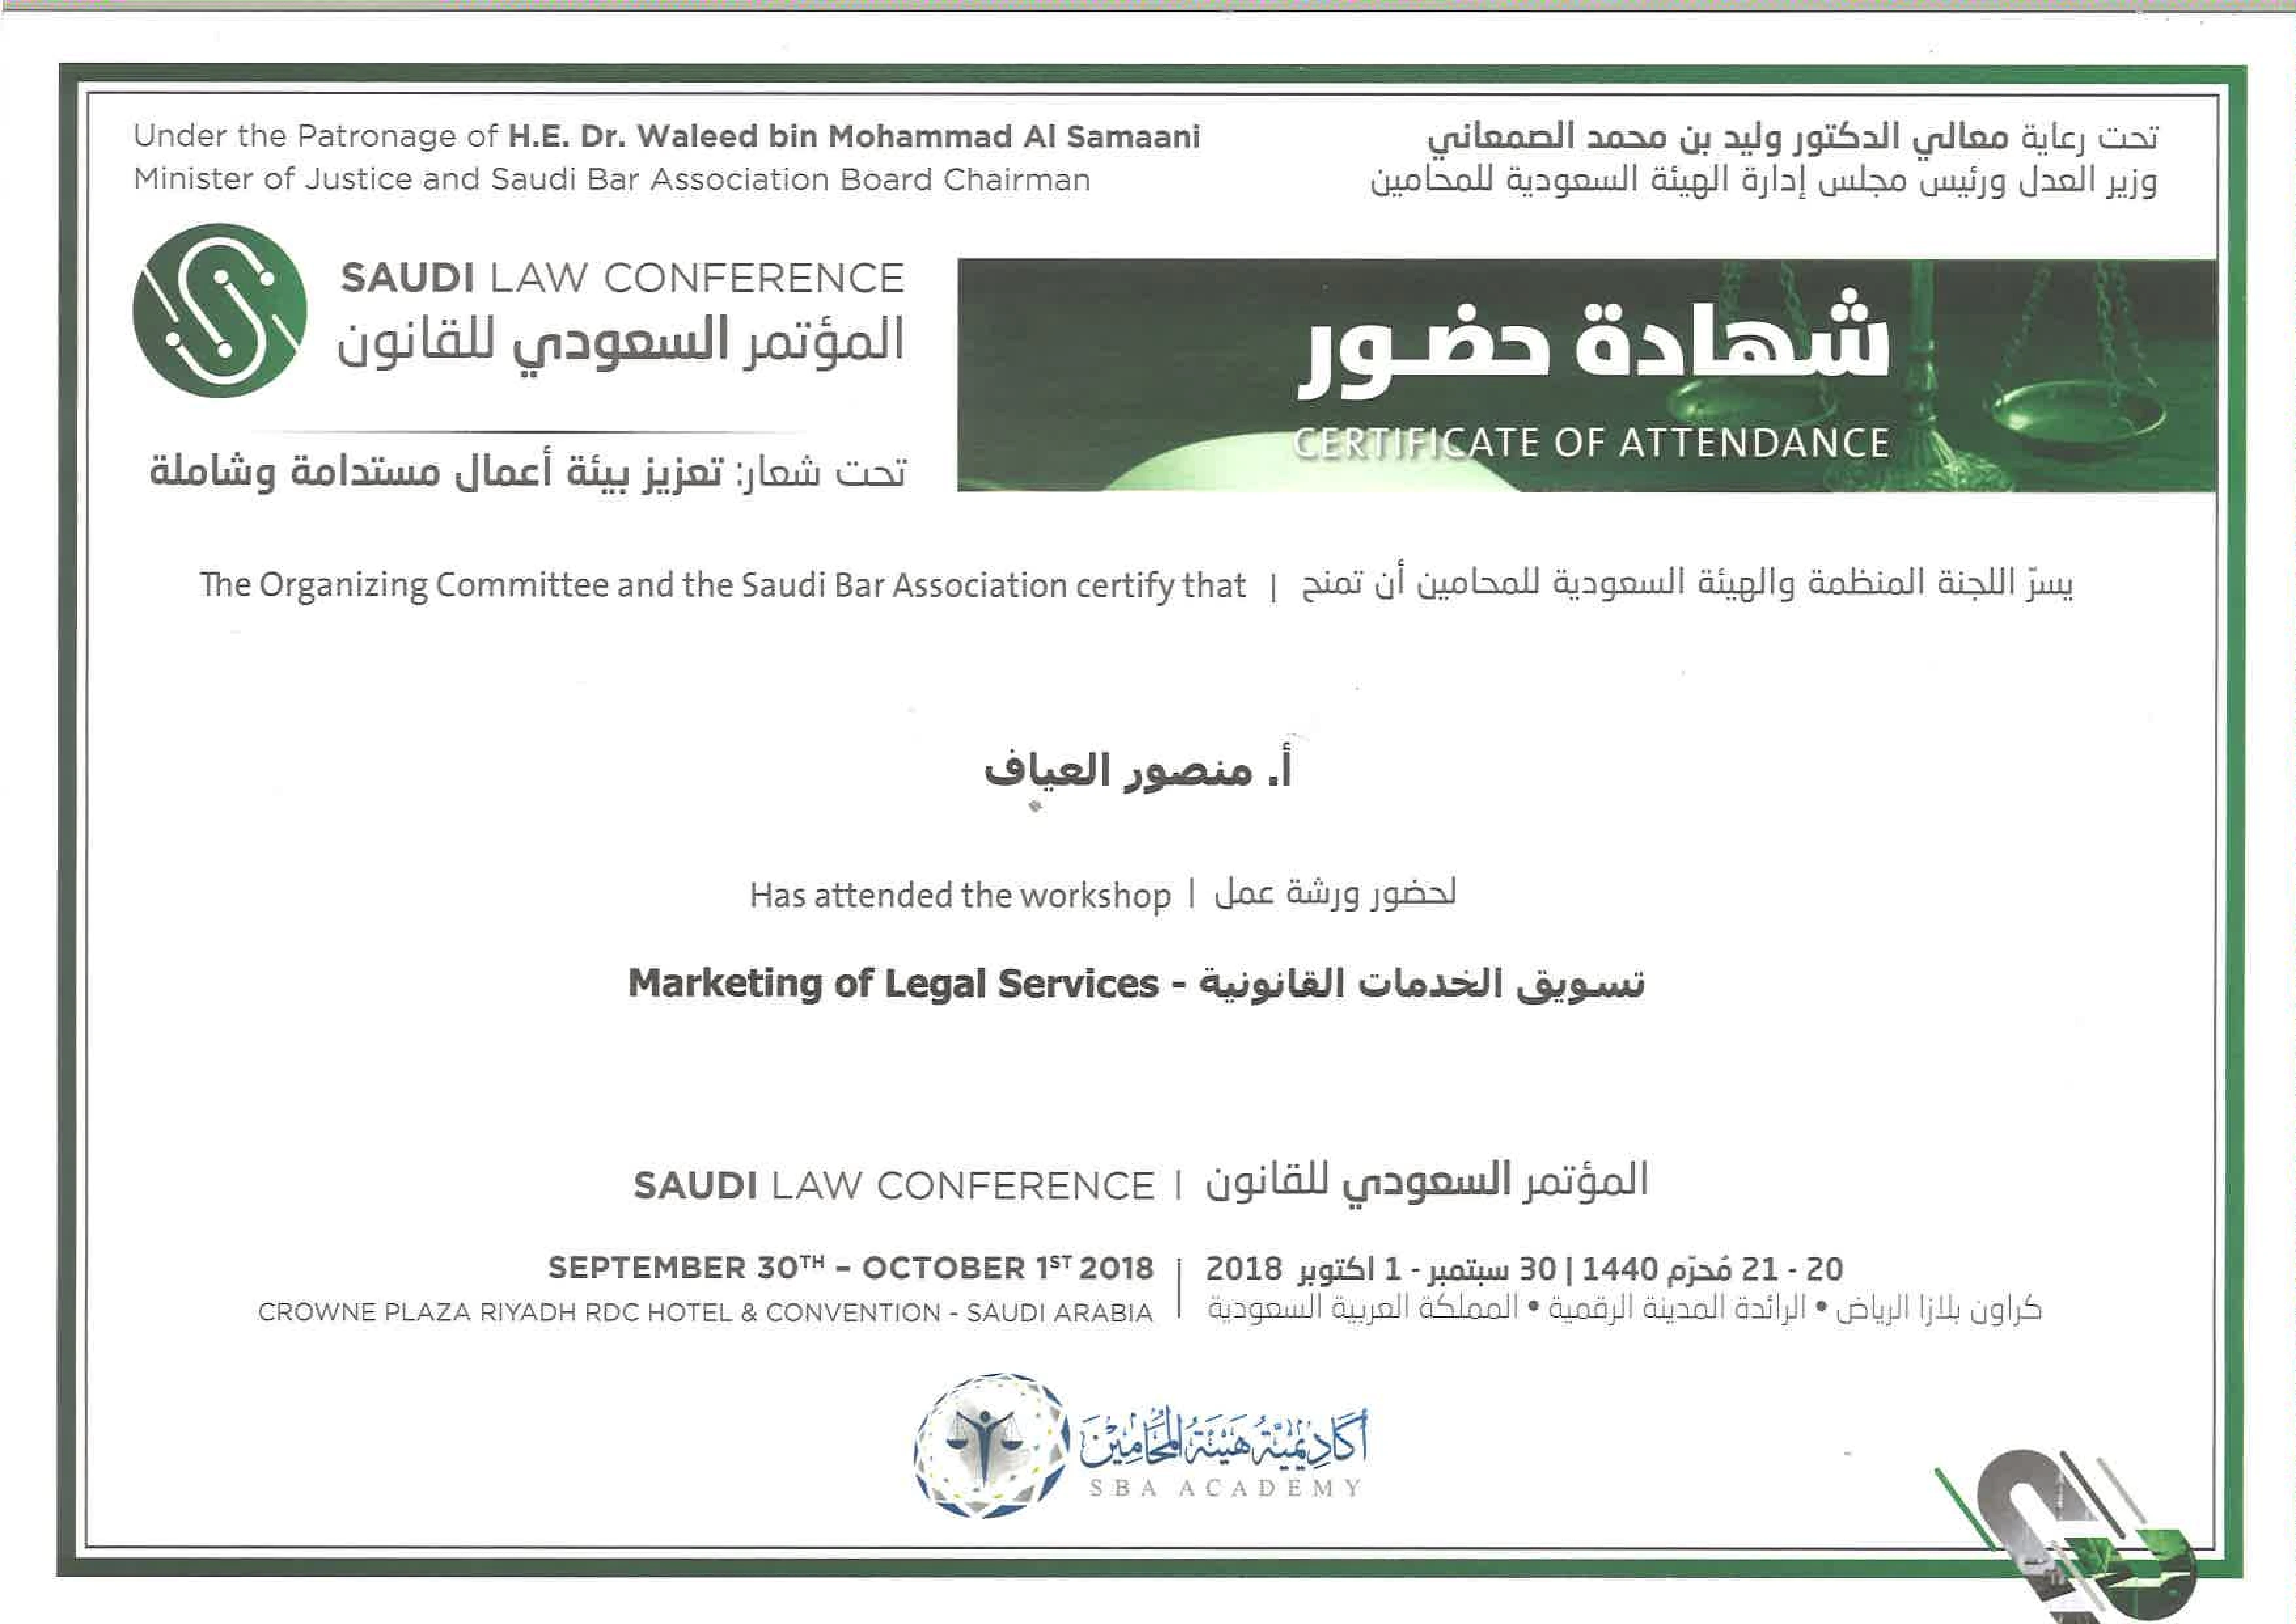 Under the Patronage of H.E. Dr. Waleed bin Mohammad Al Samaani
Minister of Justice and Saudi Bar Association Board Chairman
تحت رعاية معالي الدكتور وليد بن محمد الصمعاني
وزير العدل ورئيس مجلس إدارة الهيئة السعودية للمحامين
SAUDI LAW CONFERENCE
المؤتمر السعودي للقانون
تحت شعار: تعزيز بيئة أعمال مستدامة وشاملة
شهادة حضور
CERTIFICATE OF ATTENDANCE
The Organizing Committee and the Saudi Bar Association certify that | يسرّ اللجنة المنظمة والهيئة السعودية للمحامين أن تمنح
أ. منصور العياف
Has attended the workshop | لحضور ورشة عمل
Marketing of Legal Services - تسويق الخدمات القانونية
SAUDI LAW CONFERENCE | المؤتمر السعودي للقانون
SEPTEMBER 30TH – OCTOBER 1ST 2018 | 20 - 21 مُحرّم 1440 | 30 سبتمبر - 1 اكتوبر 2018
CROWNE PLAZA RIYADH RDC HOTEL & CONVENTION - SAUDI ARABIA | كراون بلازا الرياض • الرائدة المدينة الرقمية • المملكة العربية السعودية
أكاديمية هيئة المحامين
SBA ACADEMY